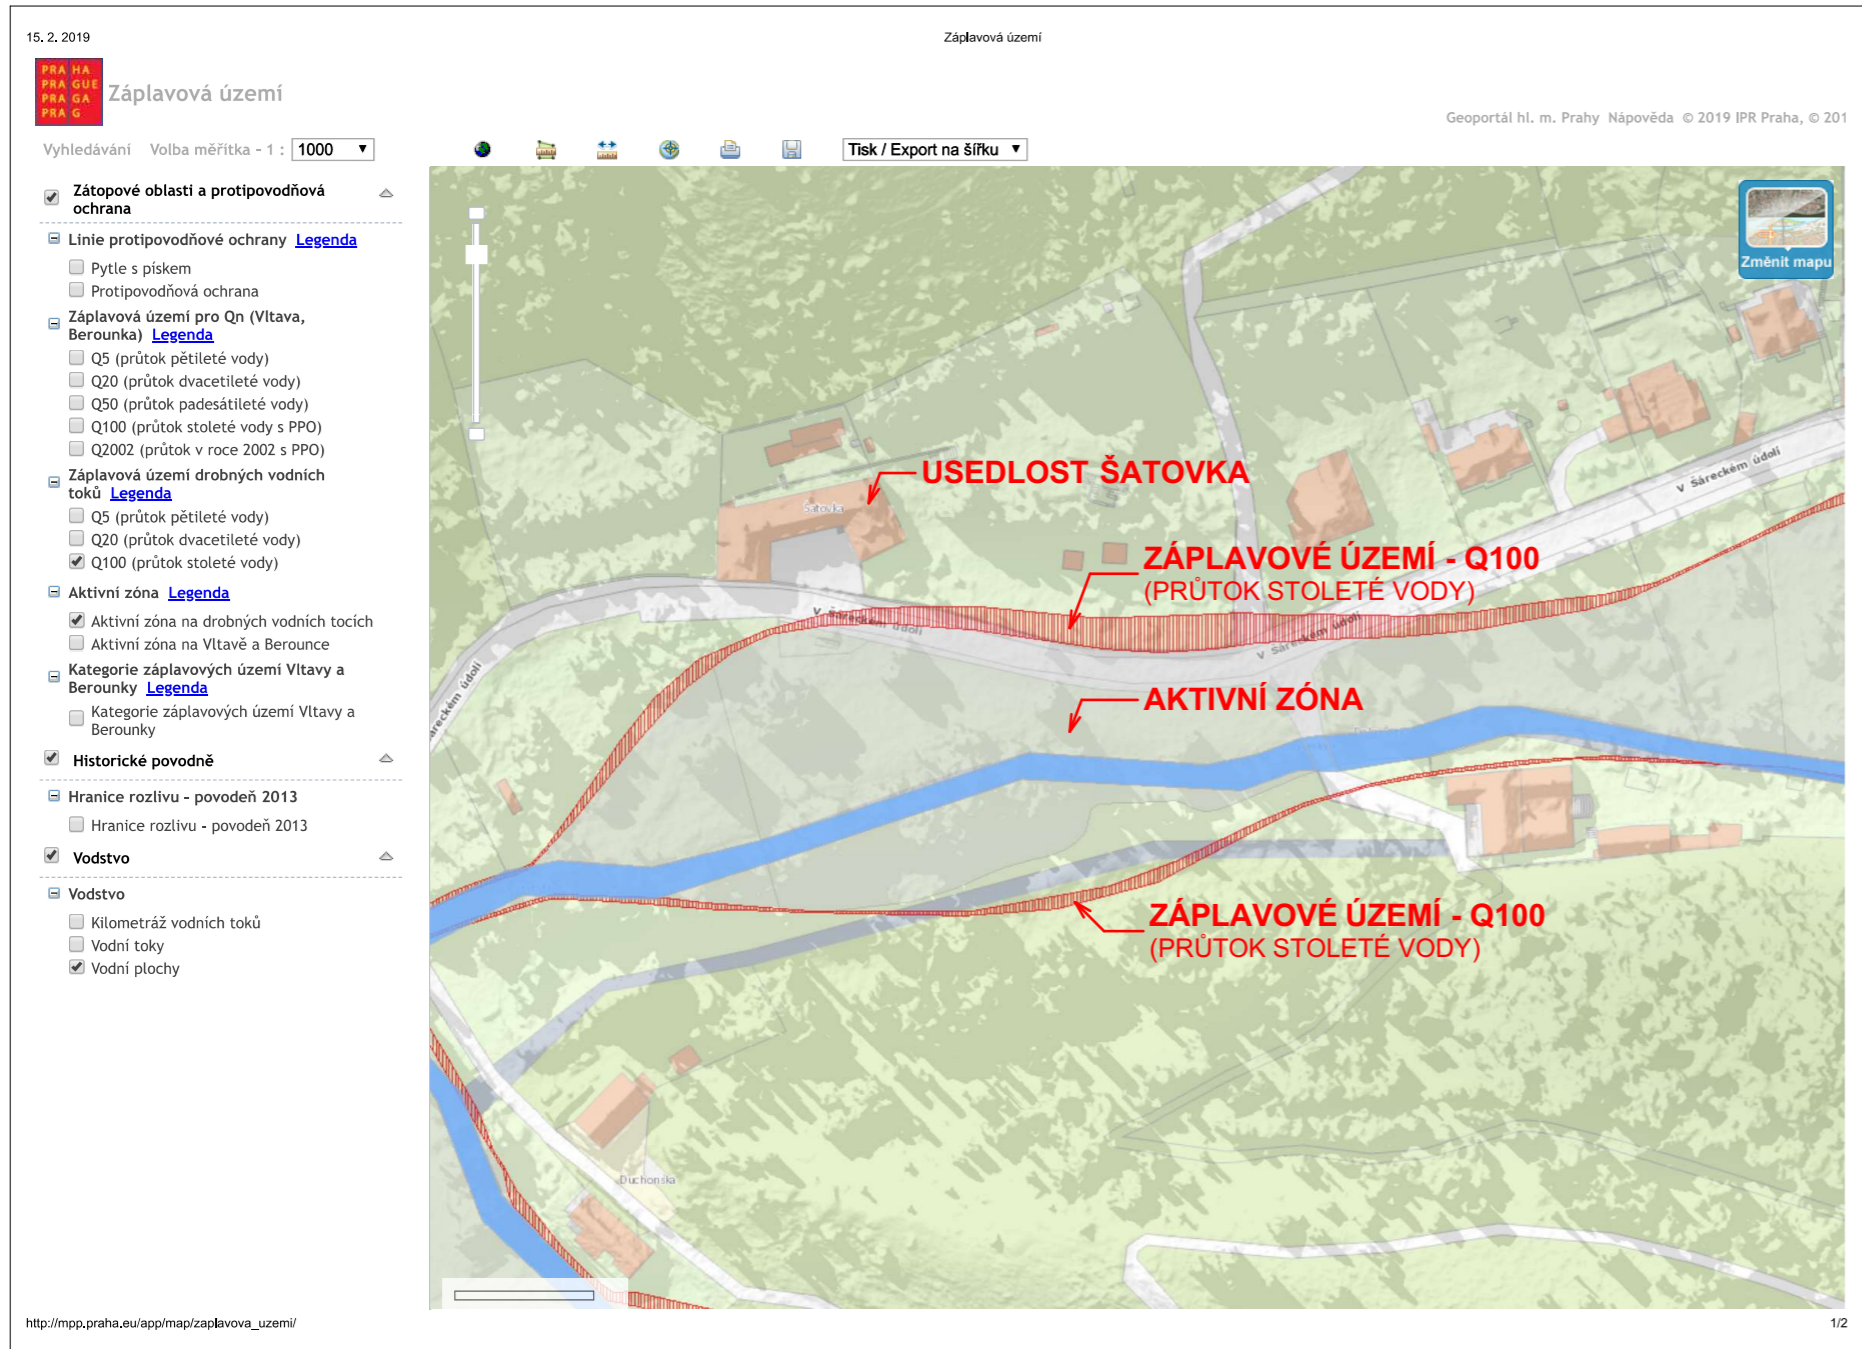 15. 2. 2019
Záplavová území
PRA HA
PRA GUE
PRA GA
PRA G
Záplavová území
Geoportál hl. m. Prahy Nápověda © 2019 IPR Praha, © 201
Vyhledávání Volba měřítka - 1 : 1000
Tisk / Export na šířku
Zátopové oblasti a protipovodňová
ochrana
Linie protipovodňové ochrany Legenda
Pytle s pískem
Protipovodňová ochrana
Záplavová území pro Qn (Vltava,
Berounka) Legenda
Q5 (průtok pětileté vody)
Q20 (průtok dvacetileté vody)
Q50 (průtok padesátileté vody)
Q100 (průtok stoleté vody s PPO)
Q2002 (průtok v roce 2002 s PPO)
Záplavová území drobných vodních
toků Legenda
Q5 (průtok pětileté vody)
Q20 (průtok dvacetileté vody)
Q100 (průtok stoleté vody)
Aktivní zóna Legenda
Aktivní zóna na drobných vodních tocích
Aktivní zóna na Vltavě a Berounce
Kategorie záplavových území Vltavy a
Berounky Legenda
Kategorie záplavových území Vltavy a
Berounky
Historické povodně
Hranice rozlivu - povodeň 2013
Hranice rozlivu - povodeň 2013
Vodstvo
Vodstvo
Kilometráž vodních toků
Vodní toky
Vodní plochy
Změnit mapu
USEDLOST ŠATOVKA
Šatovka
V Šáreckém údolí
ZÁPLAVOVÉ ÚZEMÍ - Q100
(PRŮTOK STOLETÉ VODY)
V Šáreckém údolí
V Šáreckém údolí
Šáreckém údolí
AKTIVNÍ ZÓNA
ZÁPLAVOVÉ ÚZEMÍ - Q100
(PRŮTOK STOLETÉ VODY)
Duchonska
http://mpp.praha.eu/app/map/zaplavova_uzemi/
1/2